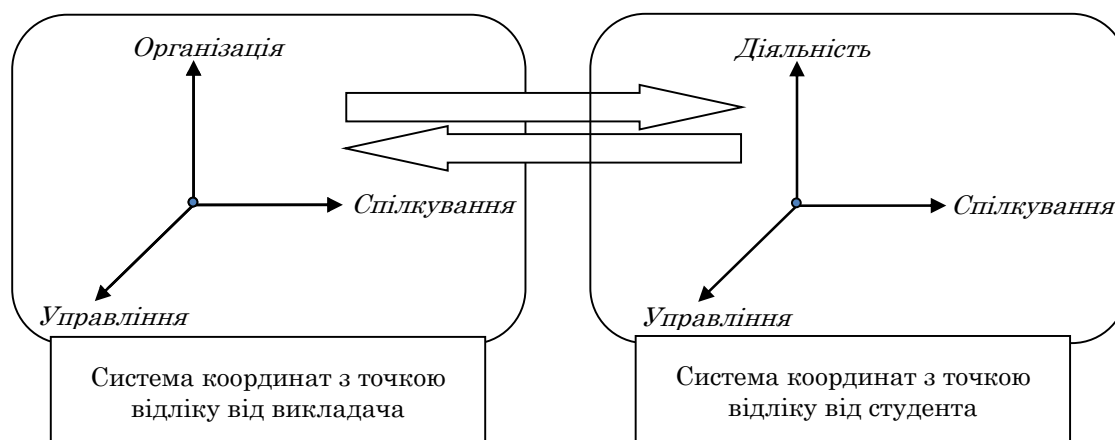 Організація
Спілкування
Управління
Система координат з точкою
відліку від викладача
Діяльність
Спілкування
Управління
Система координат з точкою
відліку від студента